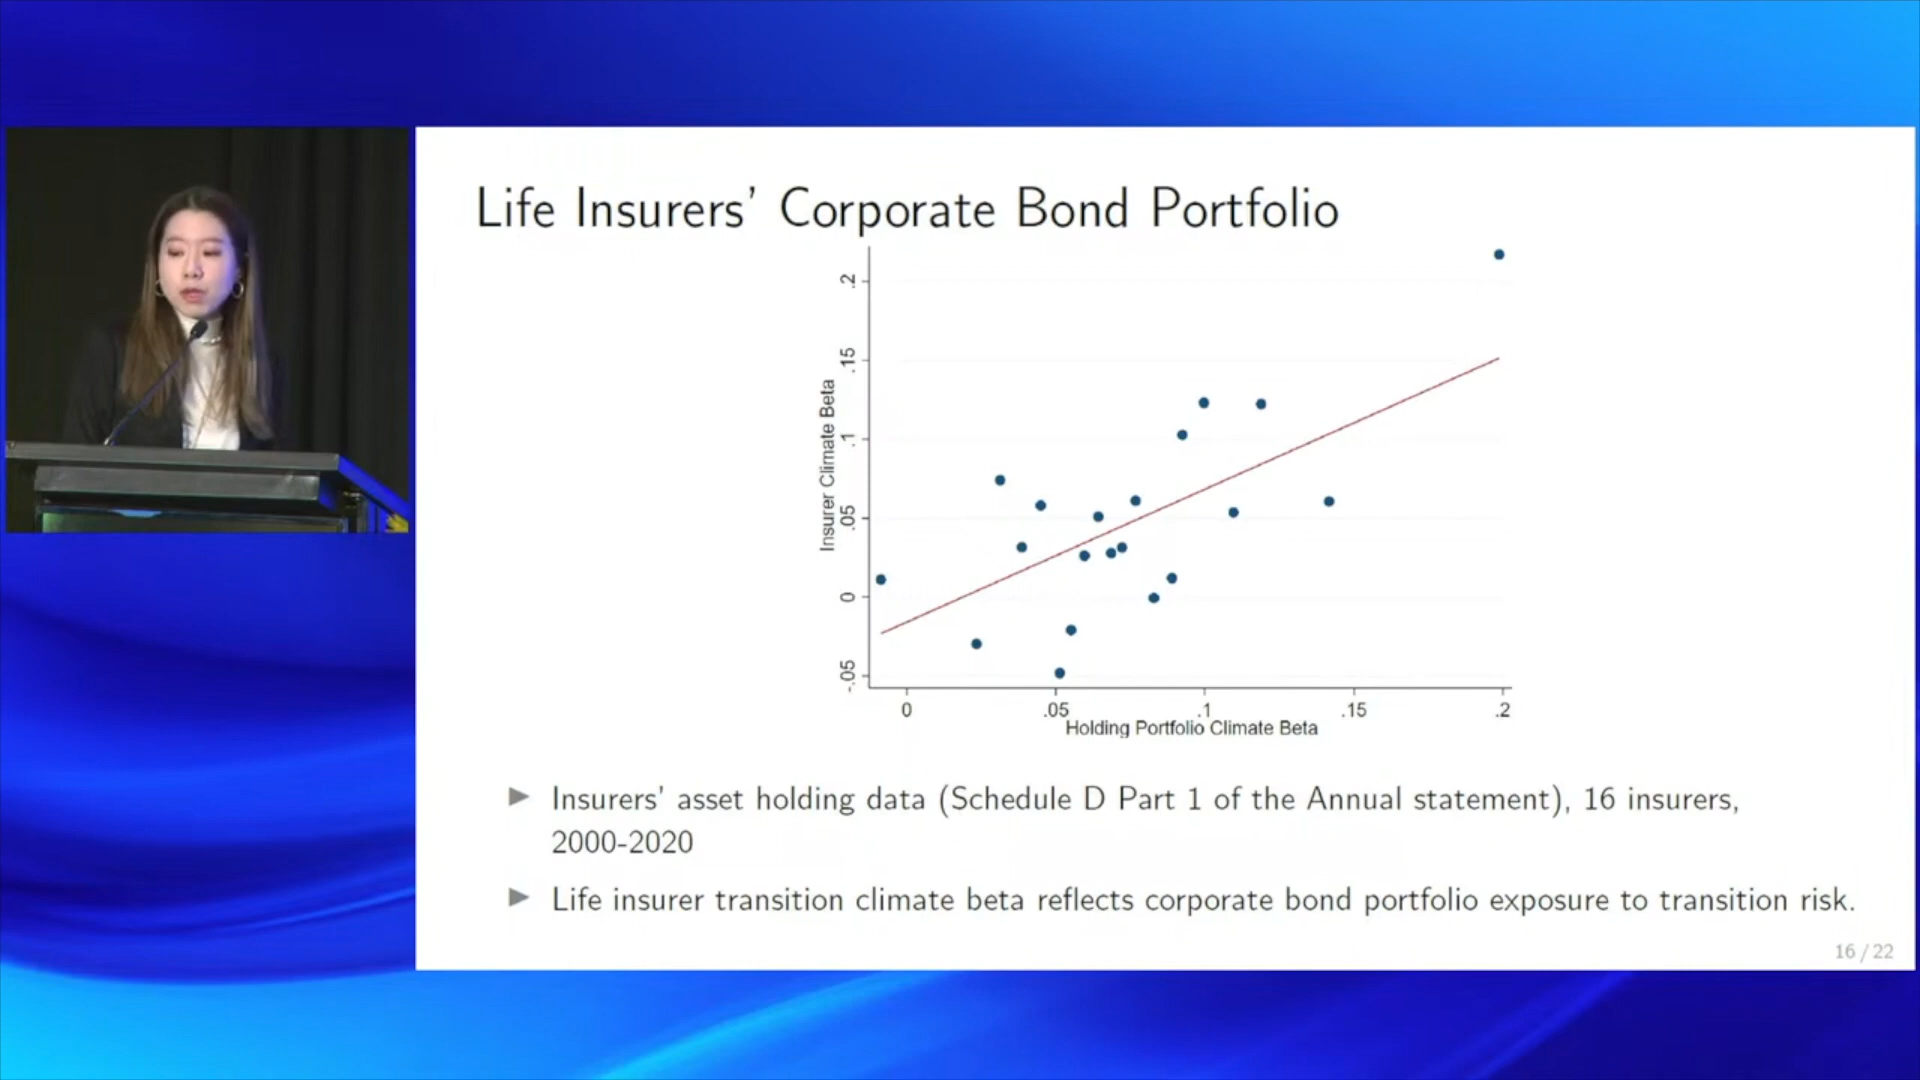 Life Insurers' Corporate Bond Portfolio
.2
.15
.1
.05
0
-.05
Insurer Climate Beta
0
.05
.1
.15
.2
Holding Portfolio Climate Beta
Insurers' asset holding data (Schedule D Part 1 of the Annual statement), 16 insurers,
2000-2020
Life insurer transition climate beta reflects corporate bond portfolio exposure to transition risk.
16 / 22